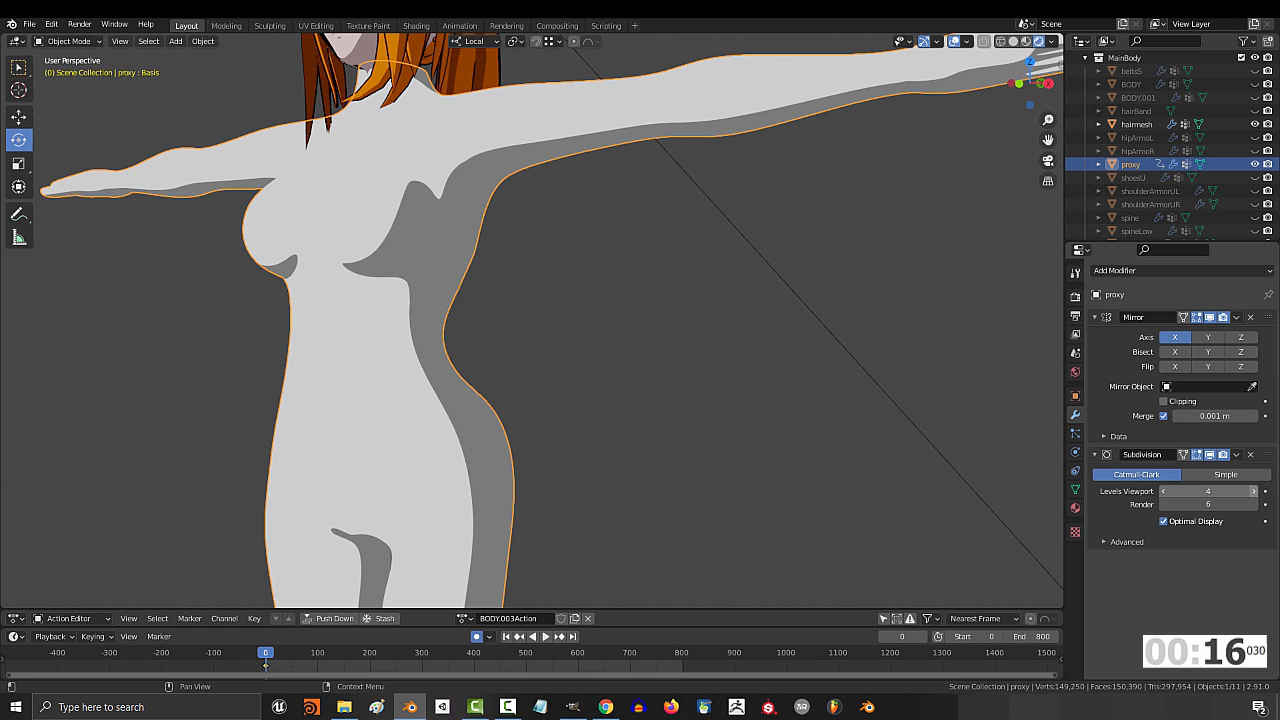 File Edit Render Window Help Layout Modeling Sculpting UV Editing Texture Paint Shading Animation Rendering Compositing Scripting + Scene View Layer
Object Mode View Select Add Object Local
User Perspective
(0) Scene Collection | proxy : Basis
MainBody
beltsS
BODY
BODY.001
hairBand
hairmesh
hipArmoL
hipArmoR
proxy
shoesU
shoulderArmorUL
shoulderArmorUR
spine
spineLow
Add Modifier
proxy
Mirror
Axis X Y Z
Bisect X Y Z
Flip X Y Z
Mirror Object
Clipping
Merge 0.001 m
Data
Subdivision
Catmull-Clark Simple
Levels Viewport 4
Render 6
Optimal Display
Advanced
Action Editor View Select Marker Channel Key Push Down Stash BODY.003Action Nearest Frame
Playback Keying View Marker 0 Start 0 End 800
-400 -300 -200 -100 0 100 200 300 400 500 600 700 800 900 1000 1100 1200 1300 1400 1500
00:16 030
Pan View Context Menu Scene Collection | proxy | Verts:149,250 | Faces:150,390 | Tris:297,954 | Objects:1/11 | 2.91.0
Type here to search